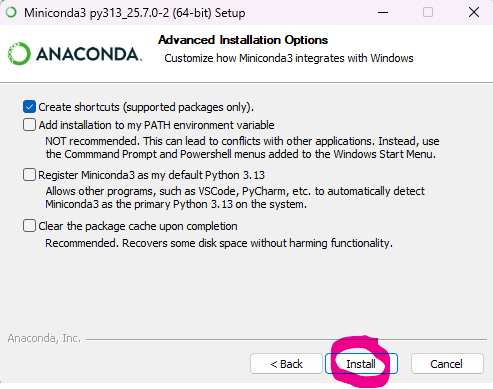 Miniconda3 py313_25.7.0-2 (64-bit) Setup
Advanced Installation Options
Customize how Miniconda3 integrates with Windows
ANACONDA.
Create shortcuts (supported packages only).
Add installation to my PATH environment variable
NOT recommended. This can lead to conflicts with other applications. Instead, use
the Commmand Prompt and Powershell menus added to the Windows Start Menu.
Register Miniconda3 as my default Python 3.13
Allows other programs, such as VSCode, PyCharm, etc. to automatically detect
Miniconda3 as the primary Python 3.13 on the system.
Clear the package cache upon completion
Recommended. Recovers some disk space without harming functionality.
Anaconda, Inc.
< Back
Install
Cancel